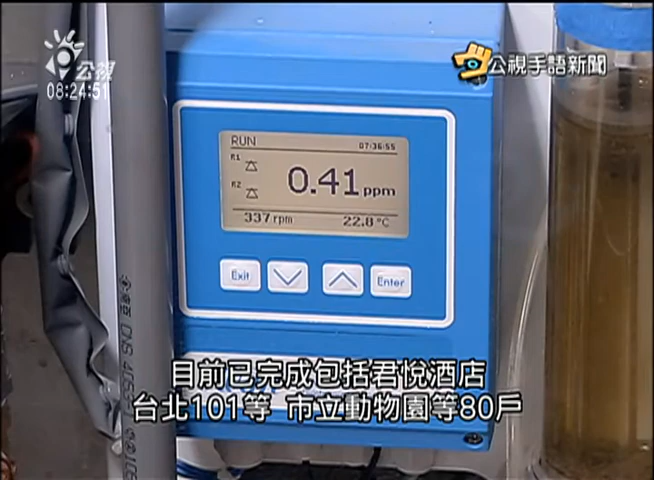 公視
08:24:51
公視手語新聞
RUN
07:36:55
R1
R2
0.41 ppm
337 rpm 22.8 °C
Exit
Enter
目前已完成包括君悅酒店
台北101等 市立動物園等80戶